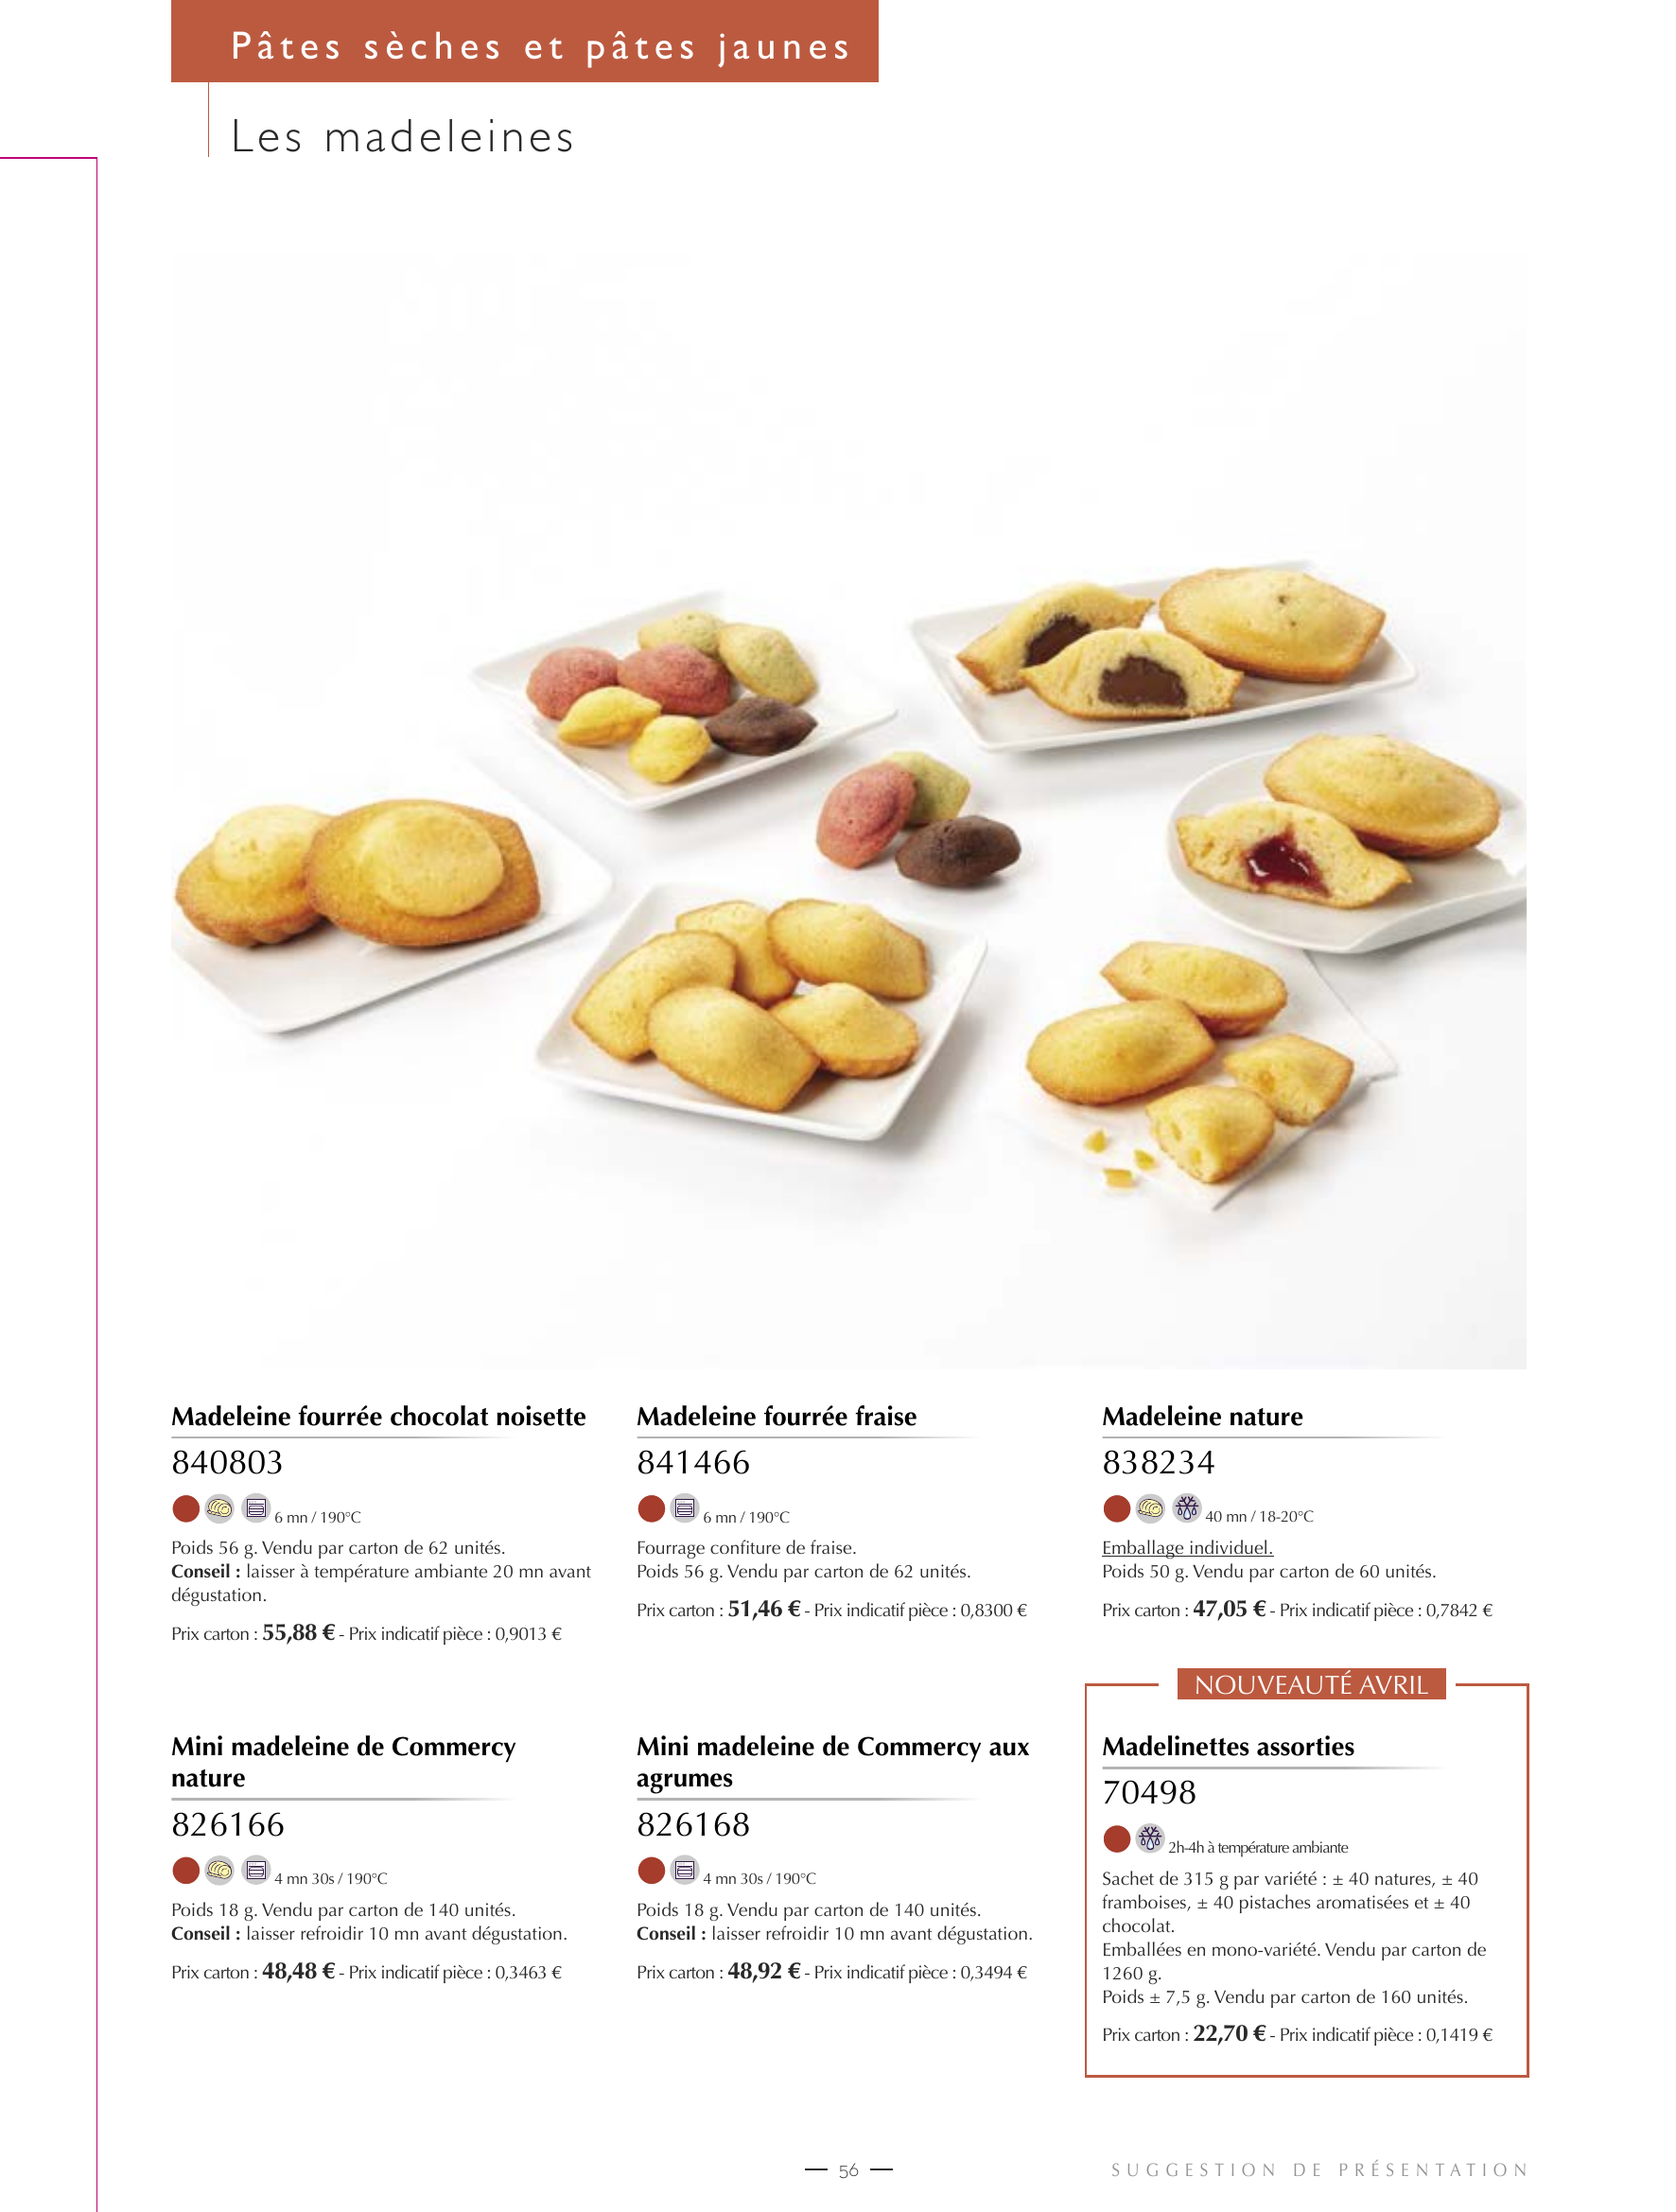 Pâtes sèches et pâtes jaunes
Les madeleines
Madeleine fourrée chocolat noisette
840803
6 mn / 190°C
Poids 56 g. Vendu par carton de 62 unités.
Conseil : laisser à température ambiante 20 mn avant
dégustation.
Prix carton : 55,88 € - Prix indicatif pièce : 0,9013 €
Madeleine fourrée fraise
841466
6 mn / 190°C
Fourrage confiture de fraise.
Poids 56 g. Vendu par carton de 62 unités.
Prix carton : 51,46 € - Prix indicatif pièce : 0,8300 €
Madeleine nature
838234
40 mn / 18-20°C
Emballage individuel.
Poids 50 g. Vendu par carton de 60 unités.
Prix carton : 47,05 € - Prix indicatif pièce : 0,7842 €
Mini madeleine de Commercy
nature
826166
4 mn 30s / 190°C
Poids 18 g. Vendu par carton de 140 unités.
Conseil : laisser refroidir 10 mn avant dégustation.
Prix carton : 48,48 € - Prix indicatif pièce : 0,3463 €
Mini madeleine de Commercy aux
agrumes
826168
4 mn 30s / 190°C
Poids 18 g. Vendu par carton de 140 unités.
Conseil : laisser refroidir 10 mn avant dégustation.
Prix carton : 48,92 € - Prix indicatif pièce : 0,3494 €
NOUVEAUTÉ AVRIL
Madelinettes assorties
70498
2h-4h à température ambiante
Sachet de 315 g par variété : ± 40 natures, ± 40
framboises, ± 40 pistaches aromatisées et ± 40
chocolat.
Emballées en mono-variété. Vendu par carton de
1260 g.
Poids ± 7,5 g. Vendu par carton de 160 unités.
Prix carton : 22,70 € - Prix indicatif pièce : 0,1419 €
56
SUGGESTION DE PRÉSENTATION